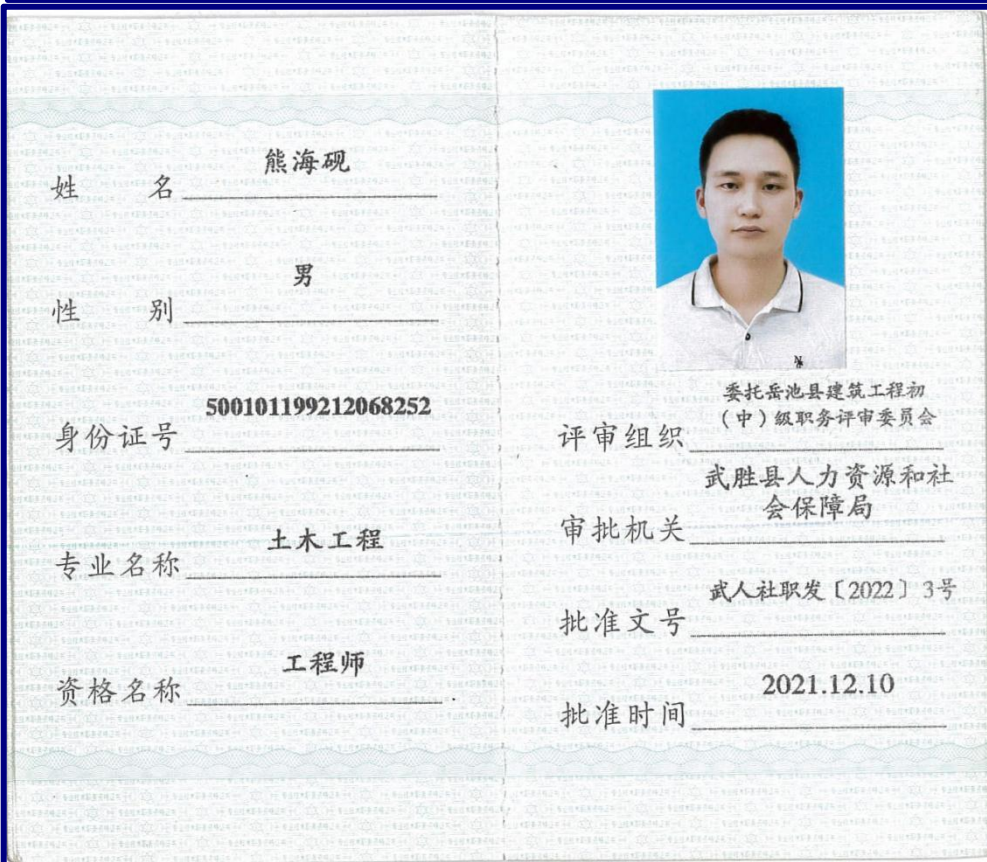 姓名 熊海砚
性别 男
身份证号 500101199212068252
专业名称 土木工程
资格名称 工程师
评审组织 委托岳池县建筑工程初
（中）级职务评审委员会
审批机关 武胜县人力资源和社
会保障局
批准文号 武人社职发〔2022〕3号
批准时间 2021.12.10